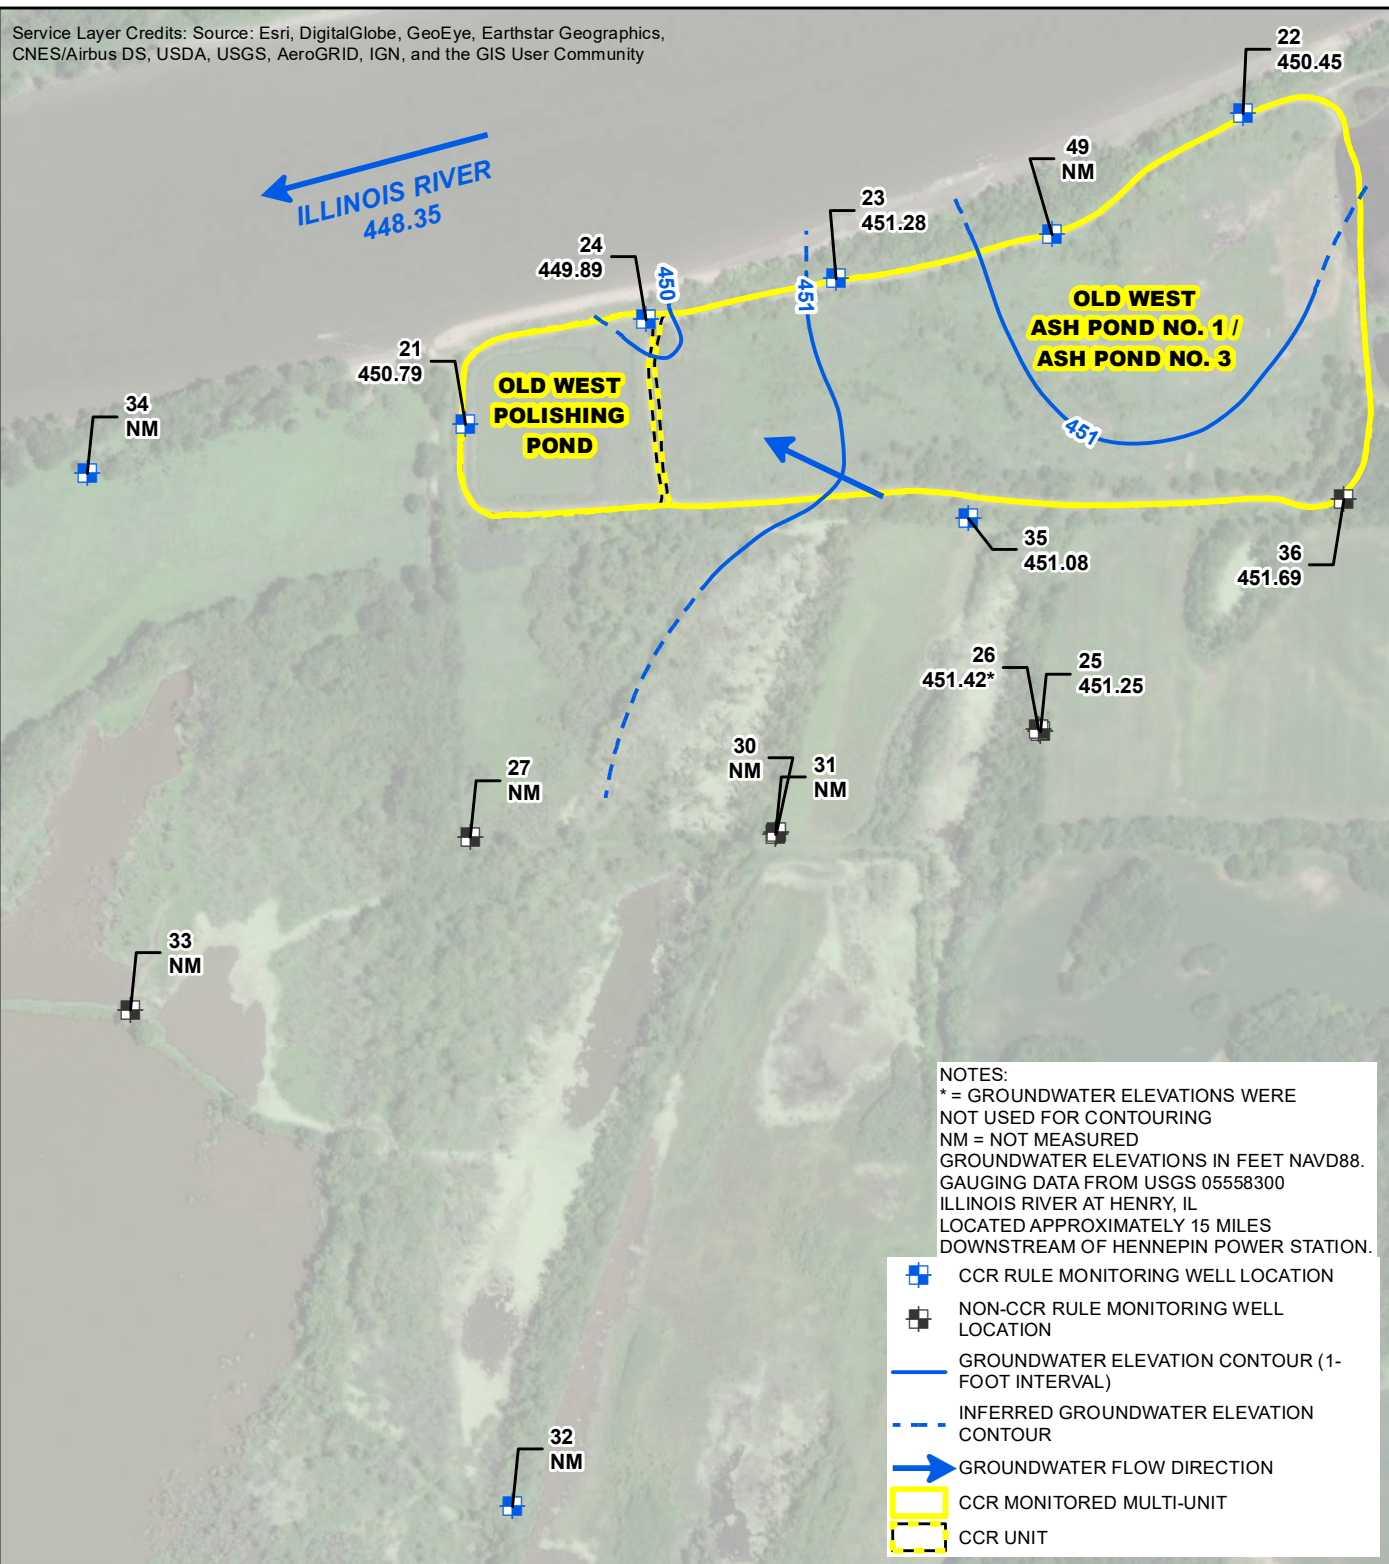 Service Layer Credits: Source: Esri, DigitalGlobe, GeoEye, Earthstar Geographics,
CNES/Airbus DS, USDA, USGS, AeroGRID, IGN, and the GIS User Community
22
450.45
49
NM
ILLINOIS RIVER
448.35
23
451.28
24
449.89
450
451
OLD WEST
ASH POND NO. 1 /
ASH POND NO. 3
21
450.79
OLD WEST
POLISHING
POND
34
NM
451
35
451.08
36
451.69
26
451.42*
25
451.25
30
NM
31
NM
27
NM
33
NM
32
NM
NOTES:
* = GROUNDWATER ELEVATIONS WERE
NOT USED FOR CONTOURING
NM = NOT MEASURED
GROUNDWATER ELEVATIONS IN FEET NAVD88.
GAUGING DATA FROM USGS 05558300
ILLINOIS RIVER AT HENRY, IL
LOCATED APPROXIMATELY 15 MILES
DOWNSTREAM OF HENNEPIN POWER STATION.
CCR RULE MONITORING WELL LOCATION
NON-CCR RULE MONITORING WELL
LOCATION
GROUNDWATER ELEVATION CONTOUR (1-
FOOT INTERVAL)
INFERRED GROUNDWATER ELEVATION
CONTOUR
GROUNDWATER FLOW DIRECTION
CCR MONITORED MULTI-UNIT
CCR UNIT